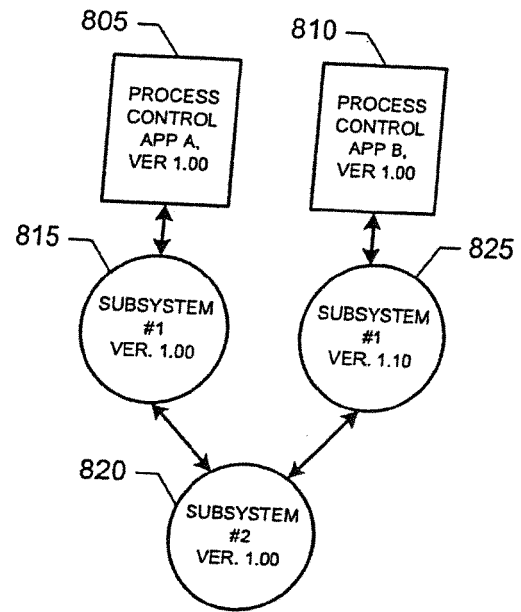 805
810
PROCESS
CONTROL
APP A,
VER 1.00
PROCESS
CONTROL
APP B,
VER 1.00
815
825
SUBSYSTEM
#1
VER. 1.00
SUBSYSTEM
#1
VER. 1.10
820
SUBSYSTEM
#2
VER. 1.00